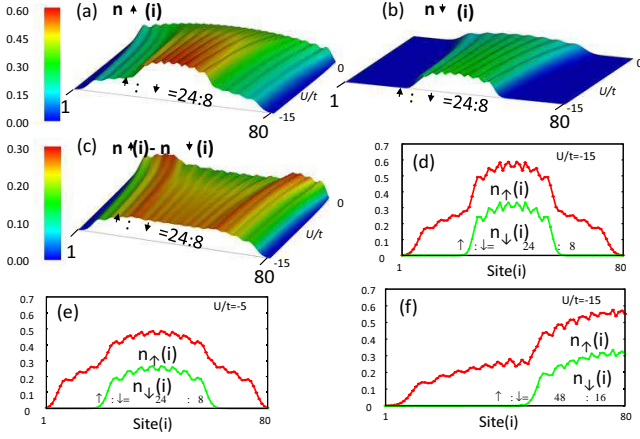 0.60
0.45
0.30
0.15
0.00
(a) n ↑ (i)
↑ : ↓ =24:8
1
80
-15
U/t
0
(b) n ↓ (i)
↑ : ↓ =24:8
1
80
-15
U/t
0
0.30
0.20
0.10
0.00
(c) n ↑(i)- n ↓ (i)
↑ : ↓ =24:8
1
80
-15
U/t
0
(d)
U/t=-15
0.7
0.6
0.5
0.4
0.3
0.2
0.1
0
n↑(i)
n↓(i)
↑ :↓= 24 : 8
1 80
Site(i)
(e)
U/t=-5
0.7
0.6
0.5
0.4
0.3
0.2
0.1
0
n↑(i)
n↓(i)
↑ :↓= 24 : 8
1 80
Site(i)
(f)
U/t=-15
0.7
0.6
0.5
0.4
0.3
0.2
0.1
0
n↑(i)
n↓(i)
↑ :↓= 48 : 16
1 80
Site(i)